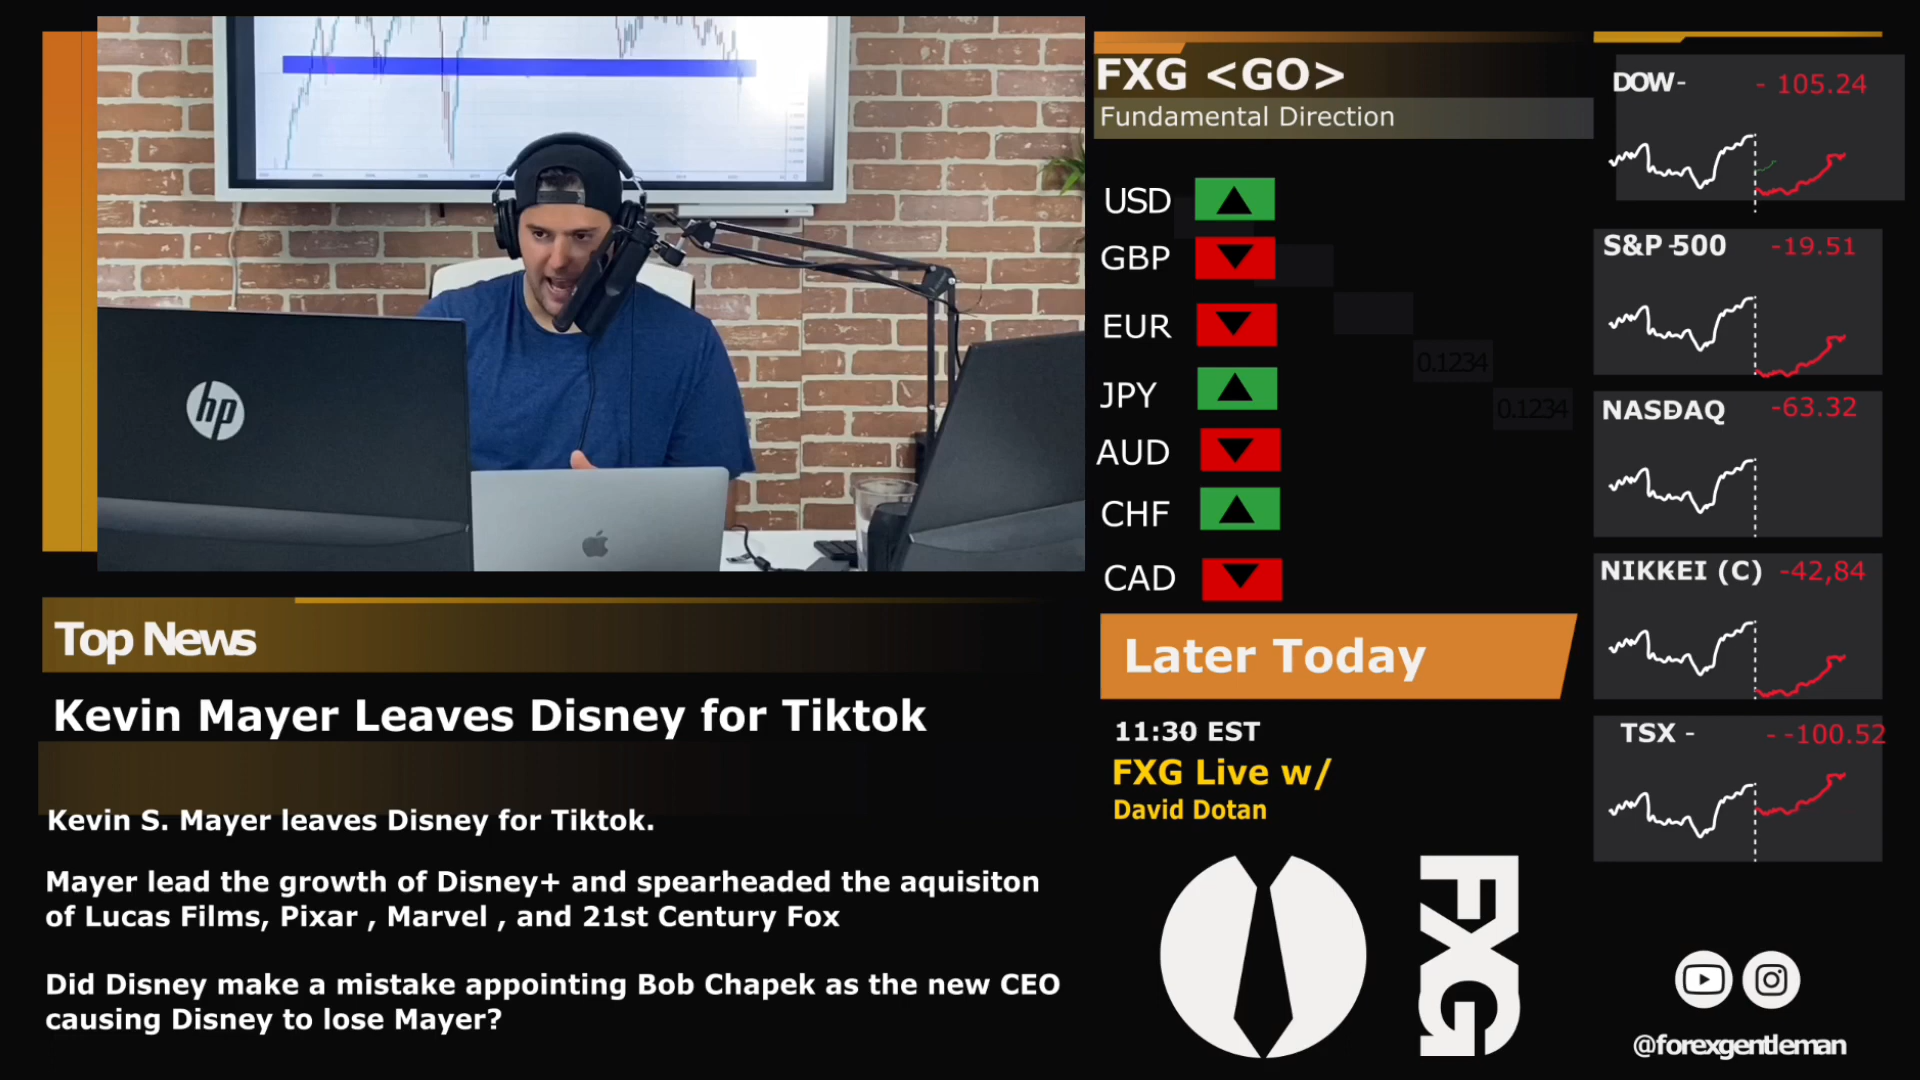 hp
FXG <GO>
Fundamental Direction
USD
GBP
EUR
JPY
AUD
CHF
CAD
0.1234
0.1234
DOW -
- 105.24
S&P 500
-19.51
NASDAQ
-63.32
NIKKEI (C)
-42,84
TSX -
- -100.52
Top News
Kevin Mayer Leaves Disney for Tiktok
Kevin S. Mayer leaves Disney for Tiktok.
Mayer lead the growth of Disney+ and spearheaded the aquisiton
of Lucas Films, Pixar , Marvel , and 21st Century Fox
Did Disney make a mistake appointing Bob Chapek as the new CEO
causing Disney to lose Mayer?
Later Today
11:30 EST
FXG Live w/
David Dotan
FXG
@forexgentleman